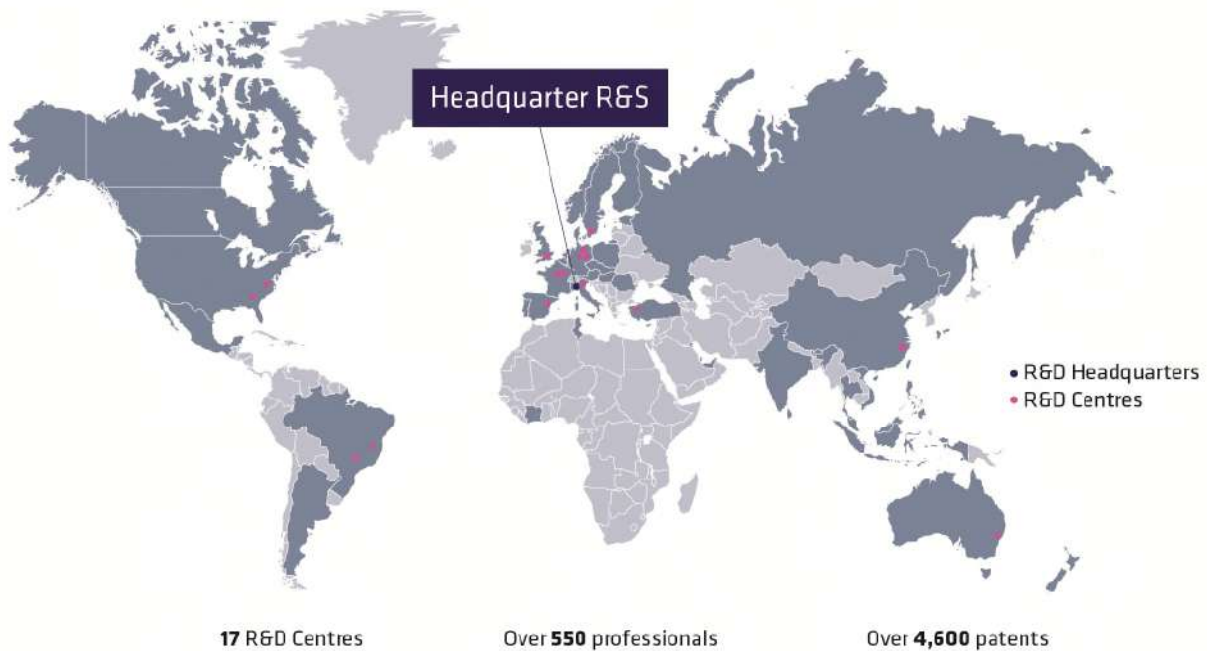 Headquarter R&S
R&D Headquarters
R&D Centres
17 R&D Centres
Over 550 professionals
Over 4,600 patents